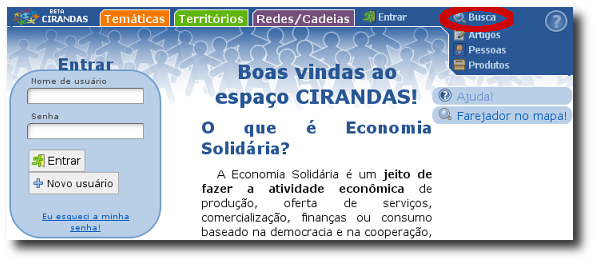 BETA
CIRANDAS
Temáticas
Territórios
Redes/Cadeias
Entrar
Busca
Artigos
Pessoas
Produtos
?
Entrar
Nome de usuário
Senha
Entrar
Novo usuário
Eu esqueci a minha
senha!
Boas vindas ao
espaço CIRANDAS!
O que é Economia
Solidária?
A Economia Solidária é um jeito de
fazer a atividade econômica de
produção, oferta de serviços,
comercialização, finanças ou consumo
baseado na democracia e na cooperação,
? Ajuda!
Farejador no mapa!